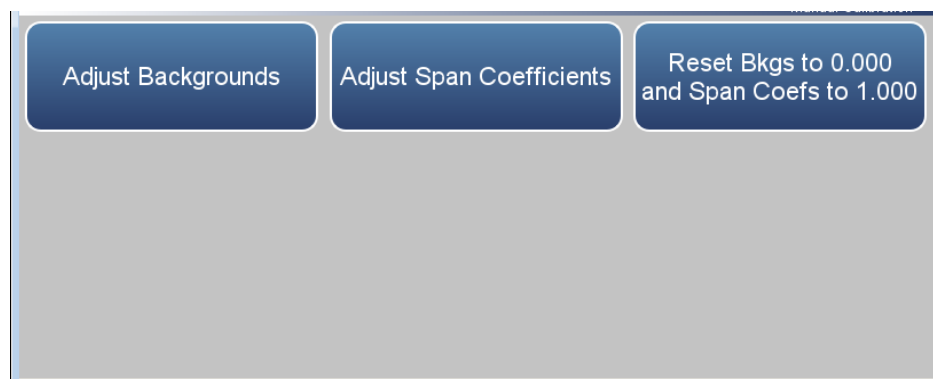 Adjust Backgrounds
Adjust Span Coefficients
Reset Bkgs to 0.000
and Span Coefs to 1.000